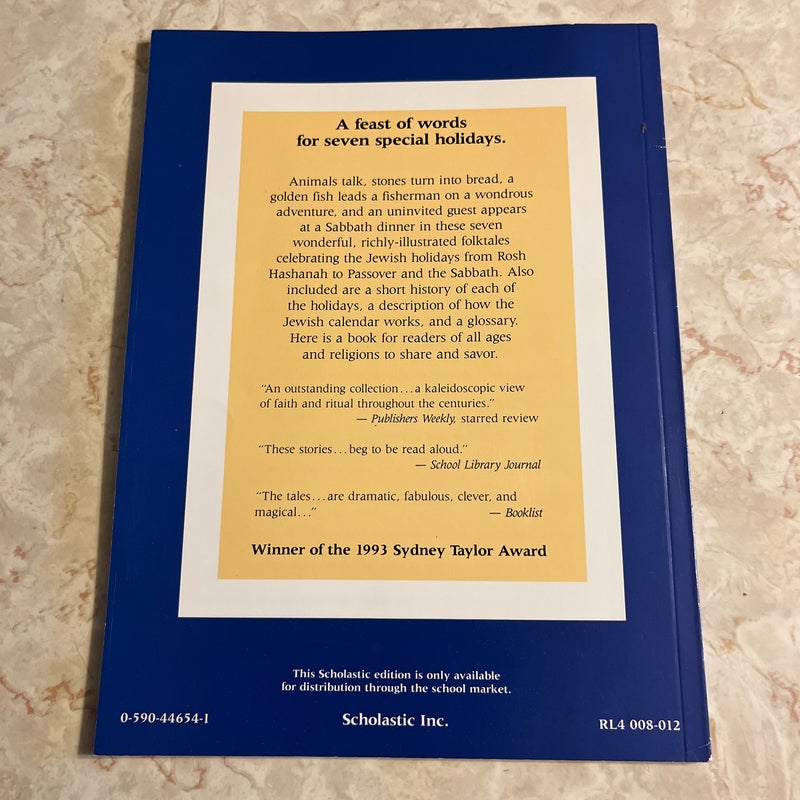 A feast of words
for seven special holidays.
Animals talk, stones turn into bread, a
golden fish leads a fisherman on a wondrous
adventure, and an uninvited guest appears
at a Sabbath dinner in these seven
wonderful, richly-illustrated folktales
celebrating the Jewish holidays from Rosh
Hashanah to Passover and the Sabbath. Also
included are a short history of each of
the holidays, a description of how the
Jewish calendar works, and a glossary.
Here is a book for readers of all ages
and religions to share and savor.
“An outstanding collection...a kaleidoscopic view
of faith and ritual throughout the centuries.”
— Publishers Weekly, starred review
“These stories...beg to be read aloud.”
— School Library Journal
“The tales...are dramatic, fabulous, clever, and
magical...” — Booklist
Winner of the 1993 Sydney Taylor Award
This Scholastic edition is only available
for distribution through the school market.
0-590-44654-1 Scholastic Inc. RL4 008-012